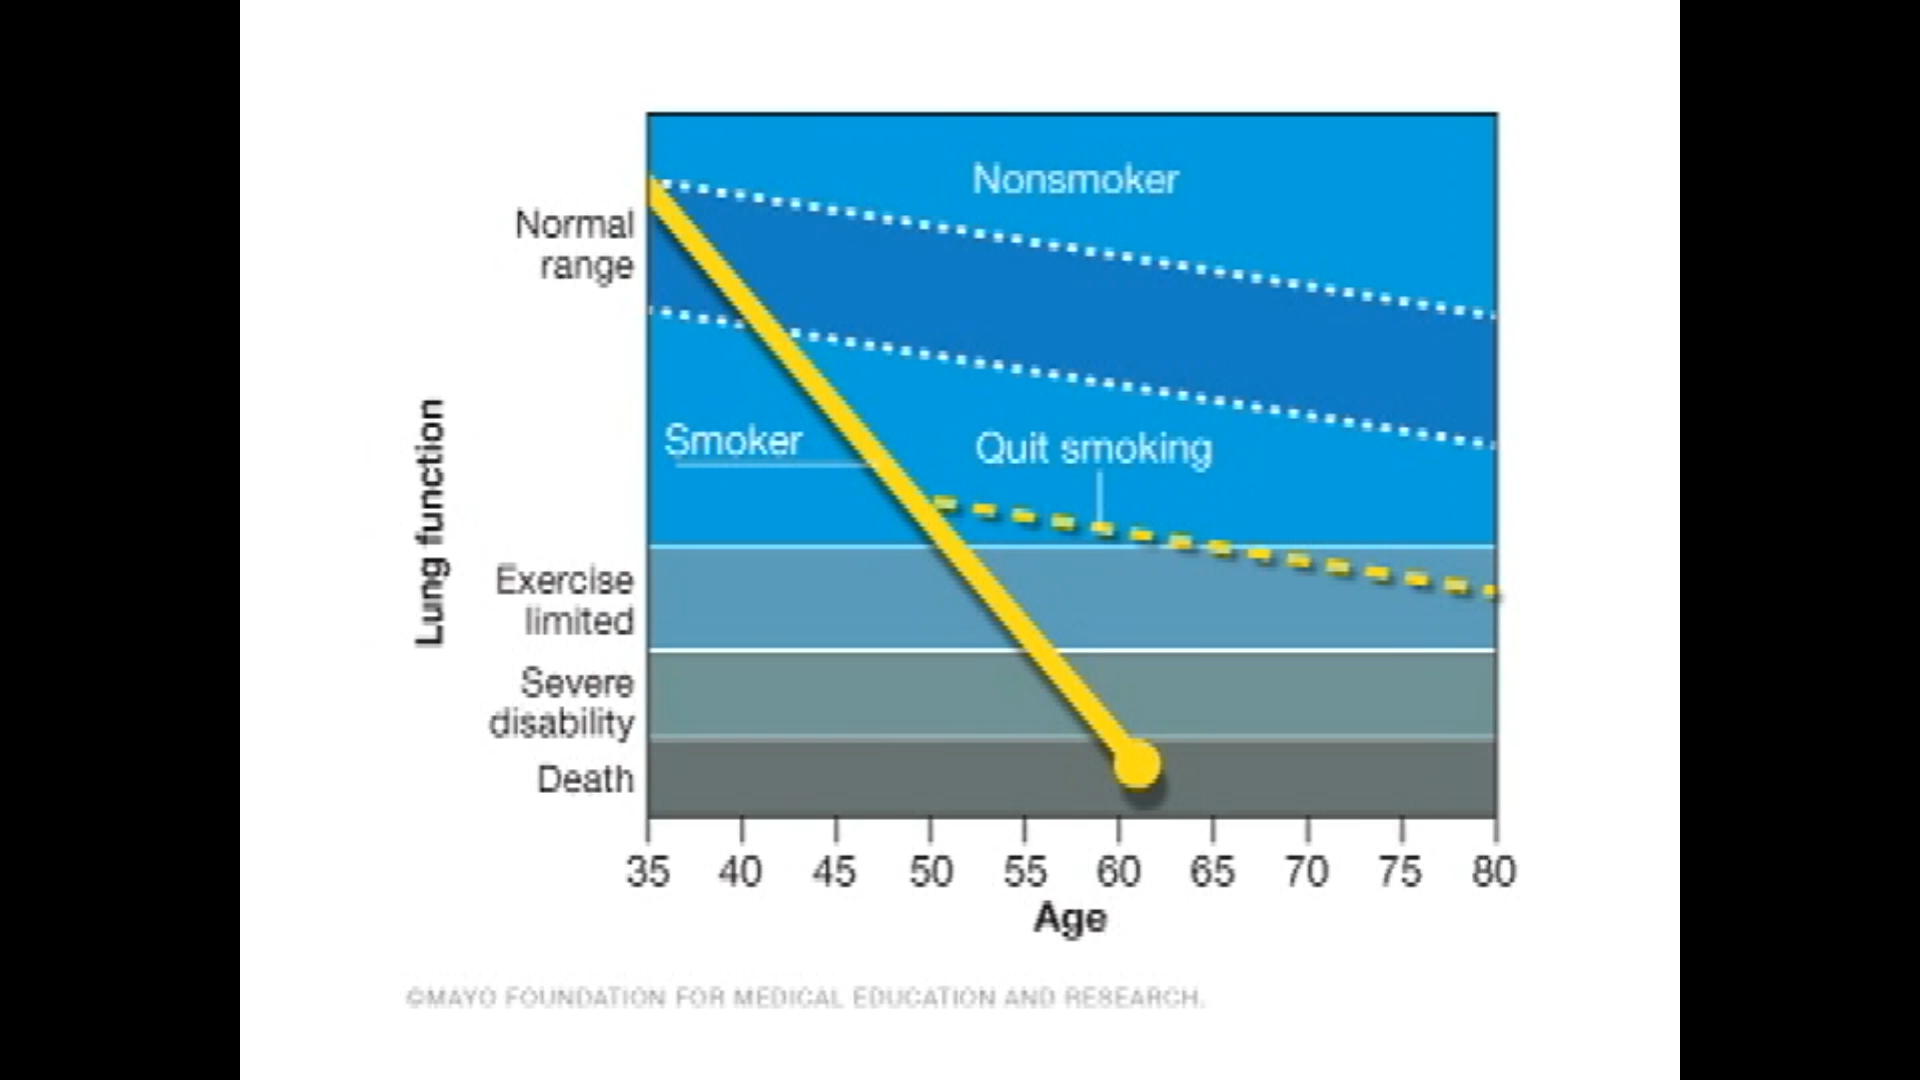 Nonsmoker
Normal
range
Smoker
Quit smoking
Lung function
Exercise
limited
Severe
disability
Death
35 40 45 50 55 60 65 70 75 80
Age
©MAYO FOUNDATION FOR MEDICAL EDUCATION AND RESEARCH.